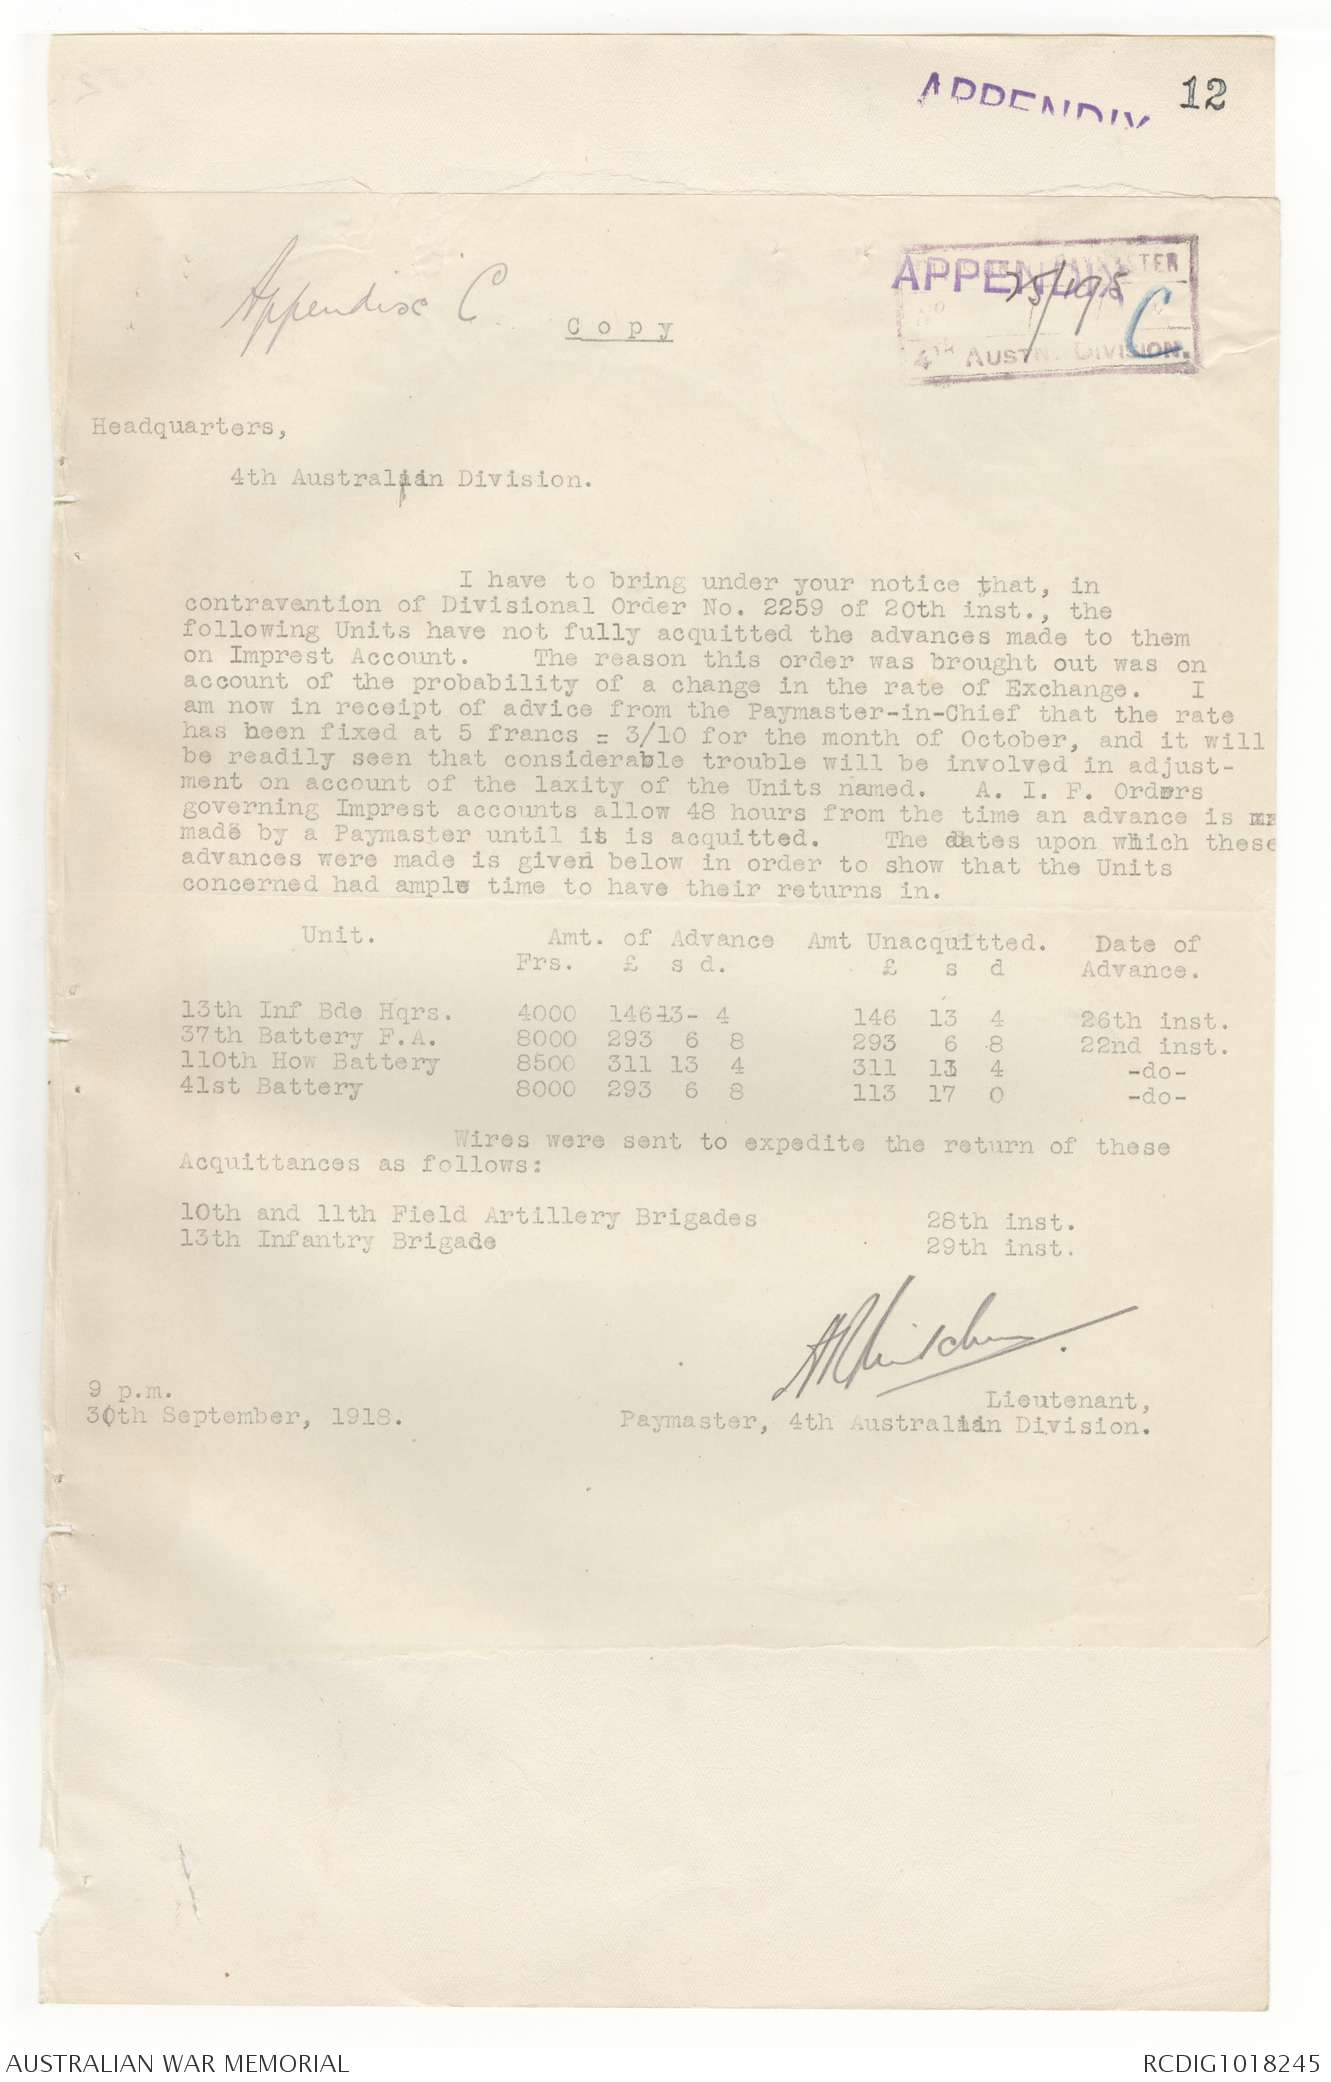 APPENDIX 12
Appendix C
Copy
APPENDIX C
25/1918
4TH AUSTN. DIVISION.
Headquarters,
4th Australian Division.
I have to bring under your notice that, in
contravention of Divisional Order No. 2259 of 20th inst., the
following Units have not fully acquitted the advances made to them
on Imprest Account. The reason this order was brought out was on
account of the probability of a change in the rate of Exchange. I
am now in receipt of advice from the Paymaster-in-Chief that the rate
has been fixed at 5 francs = 3/10 for the month of October, and it will
be readily seen that considerable trouble will be involved in adjust-
ment on account of the laxity of the Units named. A. I. F. Orders
governing Imprest accounts allow 48 hours from the time an advance is
made by a Paymaster until it is acquitted. The dates upon which these
advances were made is given below in order to show that the Units
concerned had ample time to have their returns in.
Unit. Amt. of Advance Amt Unacquitted. Date of
Frs. £ s d. £ s d Advance.
13th Inf Bde Hqrs. 4000 146-13- 4 146 13 4 26th inst.
37th Battery F.A. 8000 293 6 8 293 6 8 22nd inst.
110th How Battery 8500 311 13 4 311 13 4 -do-
41st Battery 8000 293 6 8 113 17 0 -do-
Wires were sent to expedite the return of these
Acquittances as follows:
10th and 11th Field Artillery Brigades 28th inst.
13th Infantry Brigade 29th inst.
9 p.m. Lieutenant,
30th September, 1918. Paymaster, 4th Australian Division.
AUSTRALIAN WAR MEMORIAL RCDIG1018245